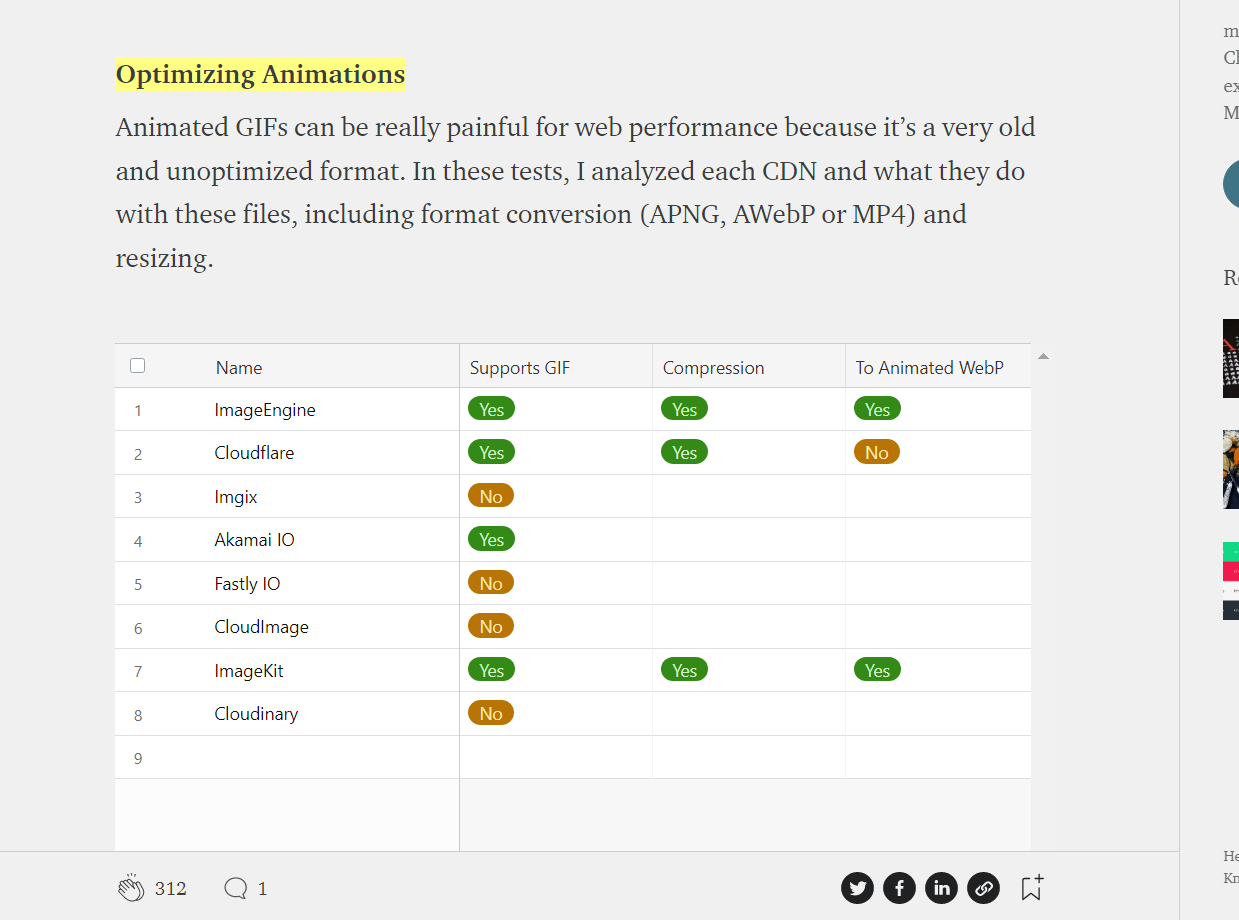 Optimizing Animations
Animated GIFs can be really painful for web performance because it’s a very old
and unoptimized format. In these tests, I analyzed each CDN and what they do
with these files, including format conversion (APNG, AWebP or MP4) and
resizing.
Name Supports GIF Compression To Animated WebP
1 ImageEngine Yes Yes Yes
2 Cloudflare Yes Yes No
3 Imgix No
4 Akamai IO Yes
5 Fastly IO No
6 CloudImage No
7 ImageKit Yes Yes Yes
8 Cloudinary No
9
312 1